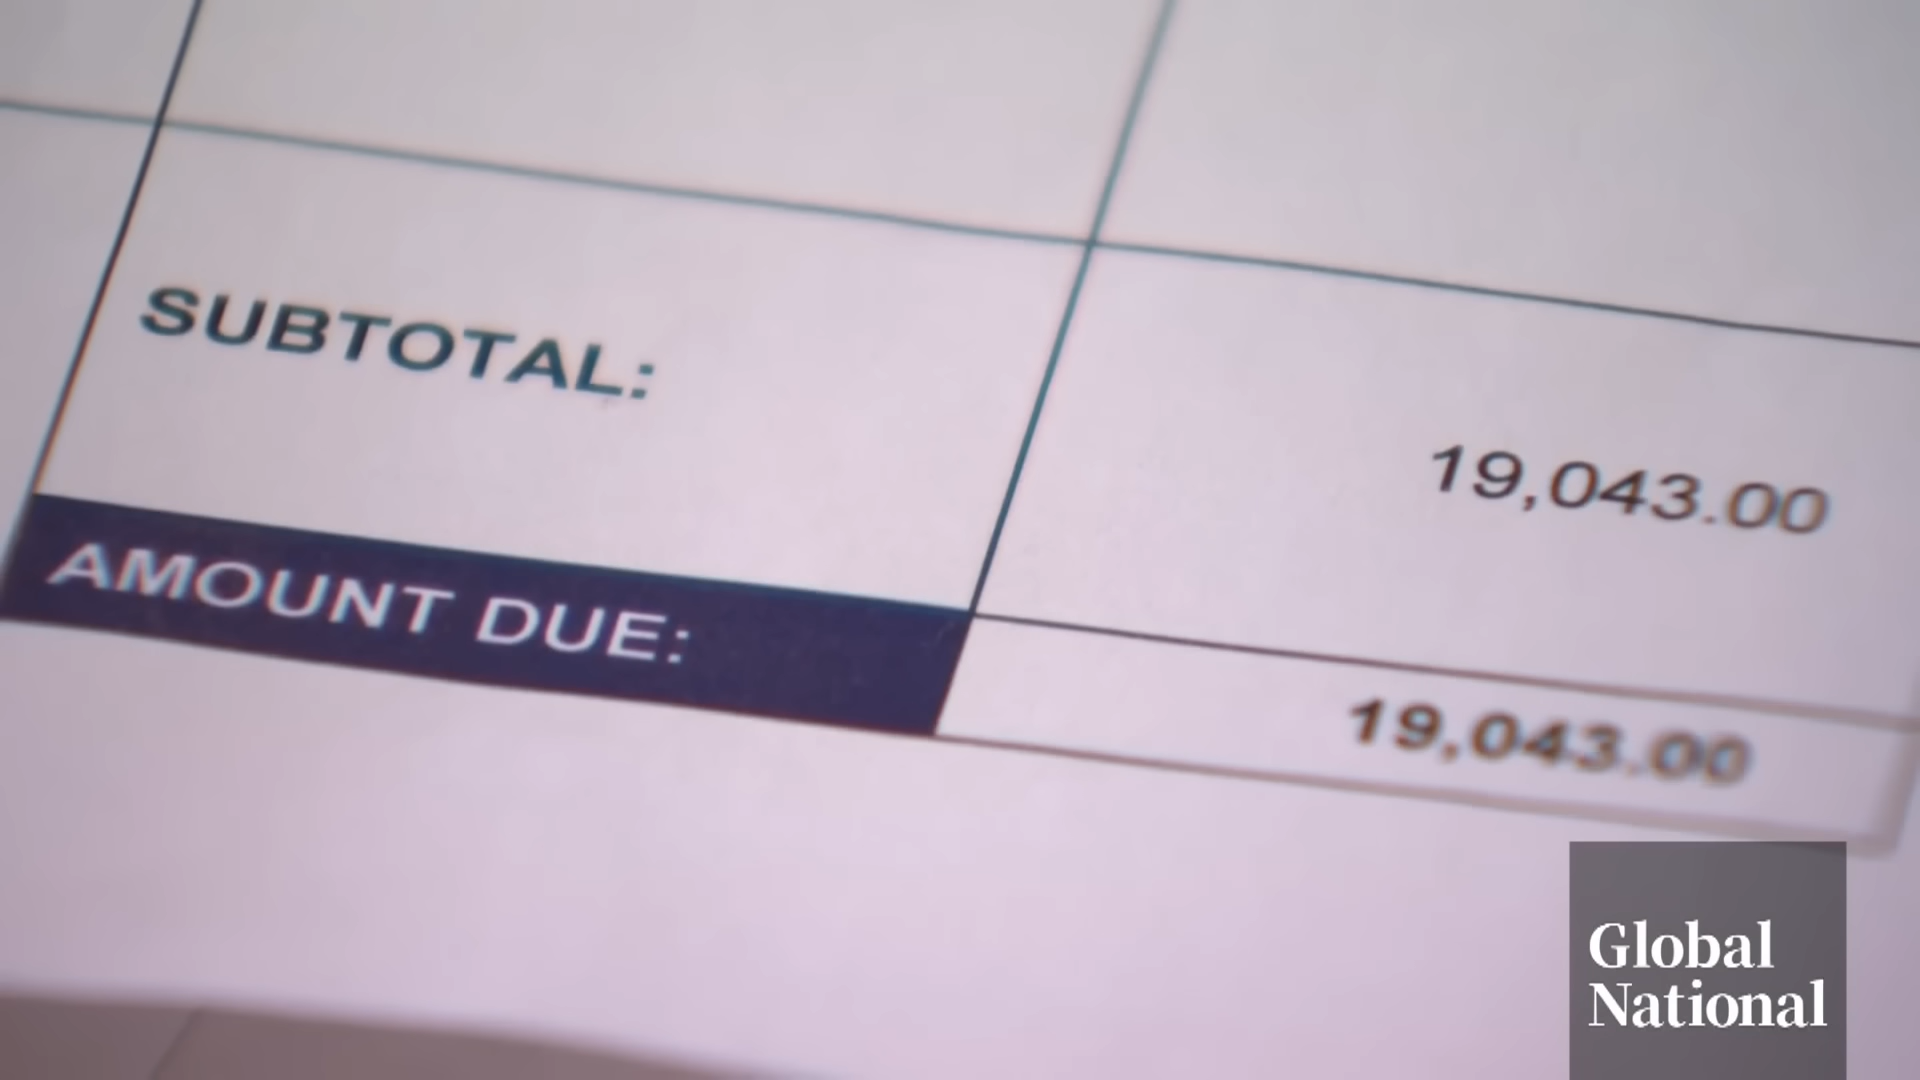 SUBTOTAL:
19,043.00
AMOUNT DUE:
19,043.00
Global
National